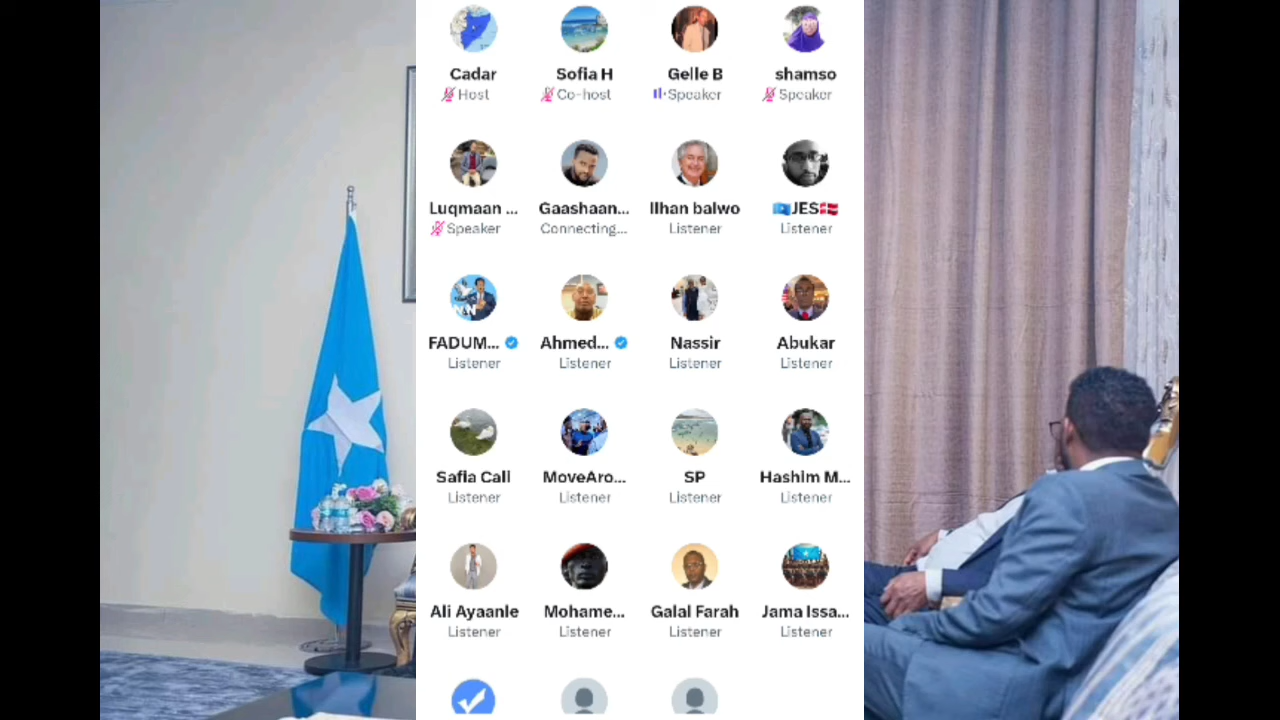 Cadar Sofia H Gelle B shamso
Host Co-host Speaker Speaker
Luqmaan ... Gaashaan... Ilhan balwo 🇸🇴JES🇩🇰
Speaker Connecting... Listener Listener
FADUM... Ahmed... Nassir Abukar
Listener Listener Listener Listener
Safia Cali MoveAro... SP Hashim M...
Listener Listener Listener Listener
Ali Ayaanle Mohame... Galal Farah Jama Issa...
Listener Listener Listener Listener